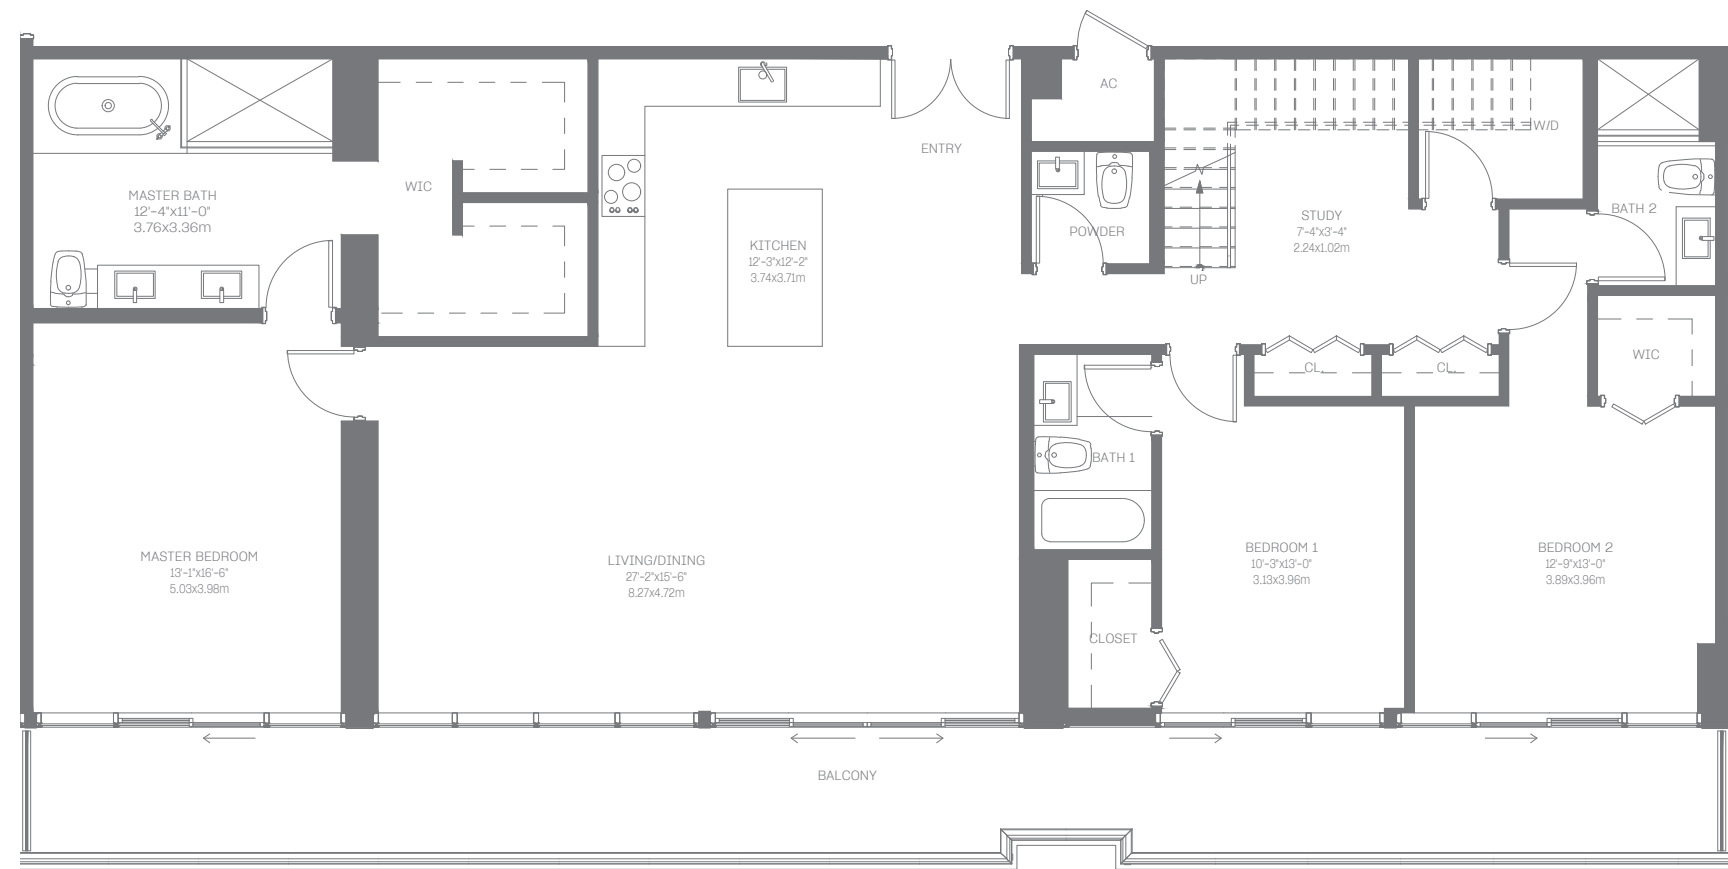 AC
W/D
ENTRY
MASTER BATH
12'-4"x11'-0"
3.76x3.36m
WIC
BATH 2
STUDY
7'-4"x3'-4"
2.24x1.02m
POWDER
KITCHEN
12'-3"x12'-2"
3.74x3.71m
UP
WIC
CL.
CL.
BATH 1
MASTER BEDROOM
13'-1"x16'-6"
5.03x3.98m
LIVING/DINING
27'-2"x15'-6"
8.27x4.72m
BEDROOM 1
10'-3"x13'-0"
3.13x3.96m
BEDROOM 2
12'-9"x13'-0"
3.89x3.96m
CLOSET
BALCONY